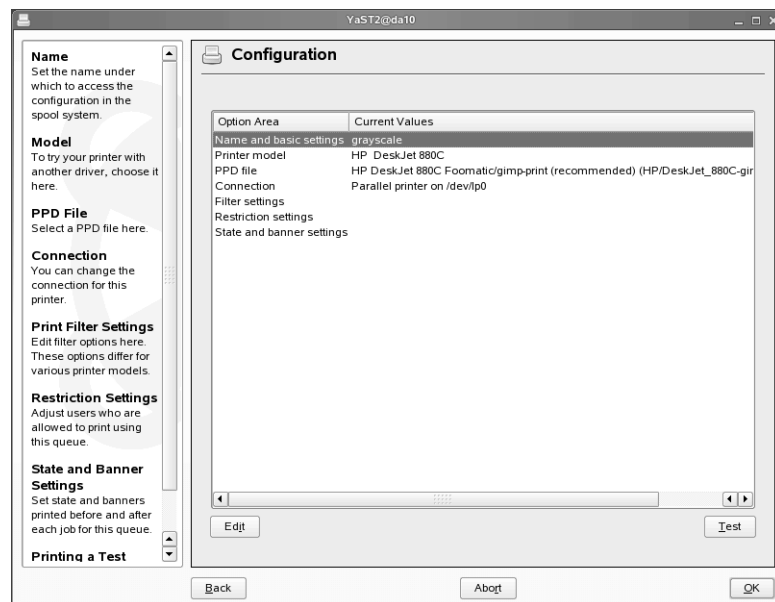 YaST2@da10
Name
Set the name under
which to access the
configuration in the
spool system.
Model
To try your printer with
another driver, choose it
here.
PPD File
Select a PPD file here.
Connection
You can change the
connection for this
printer.
Print Filter Settings
Edit filter options here.
These options differ for
various printer models.
Restriction Settings
Adjust users who are
allowed to print using
this queue.
State and Banner
Settings
Set state and banners
printed before and after
each job for this queue.
Printing a Test
Configuration
Option Area Current Values
Name and basic settings grayscale
Printer model HP DeskJet 880C
PPD file HP DeskJet 880C Foomatic/gimp-print (recommended) (HP/DeskJet_880C-gir
Connection Parallel printer on /dev/lp0
Filter settings
Restriction settings
State and banner settings
Edit Test
Back Abort OK